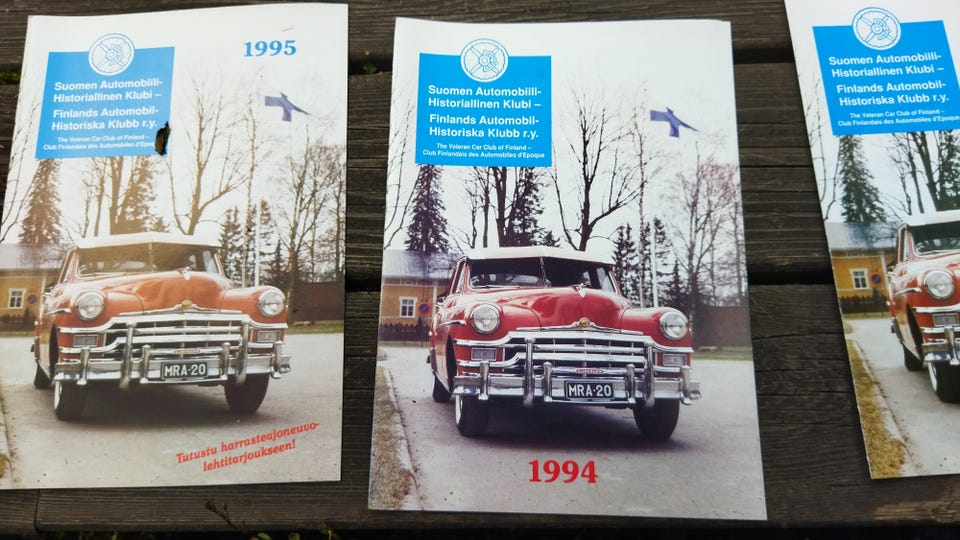 1995
Suomen Automobiili-
Historiallinen Klubi –
Finlands Automobil-
Historiska Klubb r.y.
The Veteran Car Club of Finland –
Club Finlandais des Automobiles d'Epoque
MRA-20
Tutustu harrasteajoneuvo-
lehtitarjoukseen!
Suomen Automobiili-
Historiallinen Klubi –
Finlands Automobil-
Historiska Klubb r.y.
The Veteran Car Club of Finland –
Club Finlandais des Automobiles d'Epoque
MRA-20
1994
Suomen Automobiili-
Historiallinen Klubi –
Finlands Automobil-
Historiska Klubb r.y.
The Veteran Car Club of Finland –
Club Finlandais des Automobiles d'Epoque